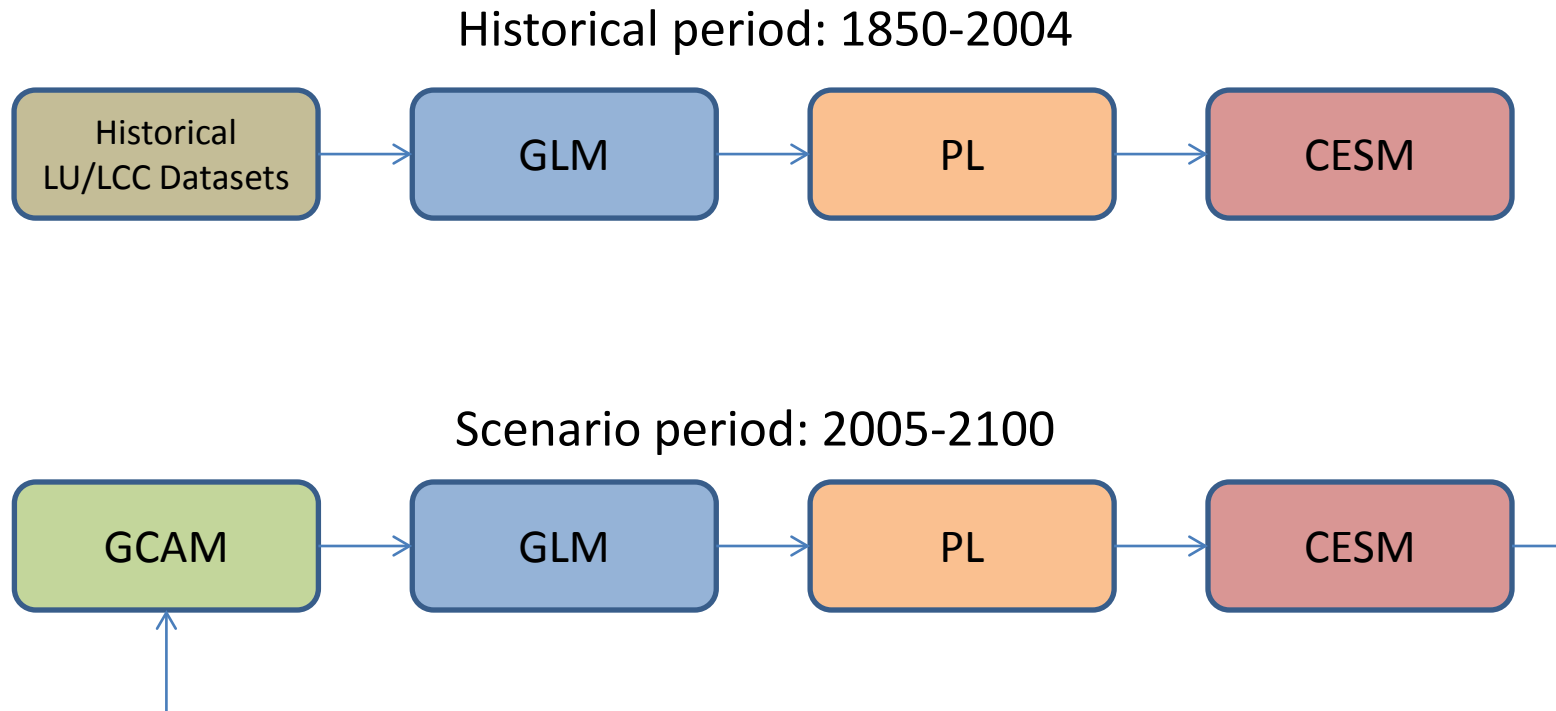 Historical period: 1850-2004
Historical
LU/LCC Datasets
GLM
PL
CESM
Scenario period: 2005-2100
GCAM
GLM
PL
CESM